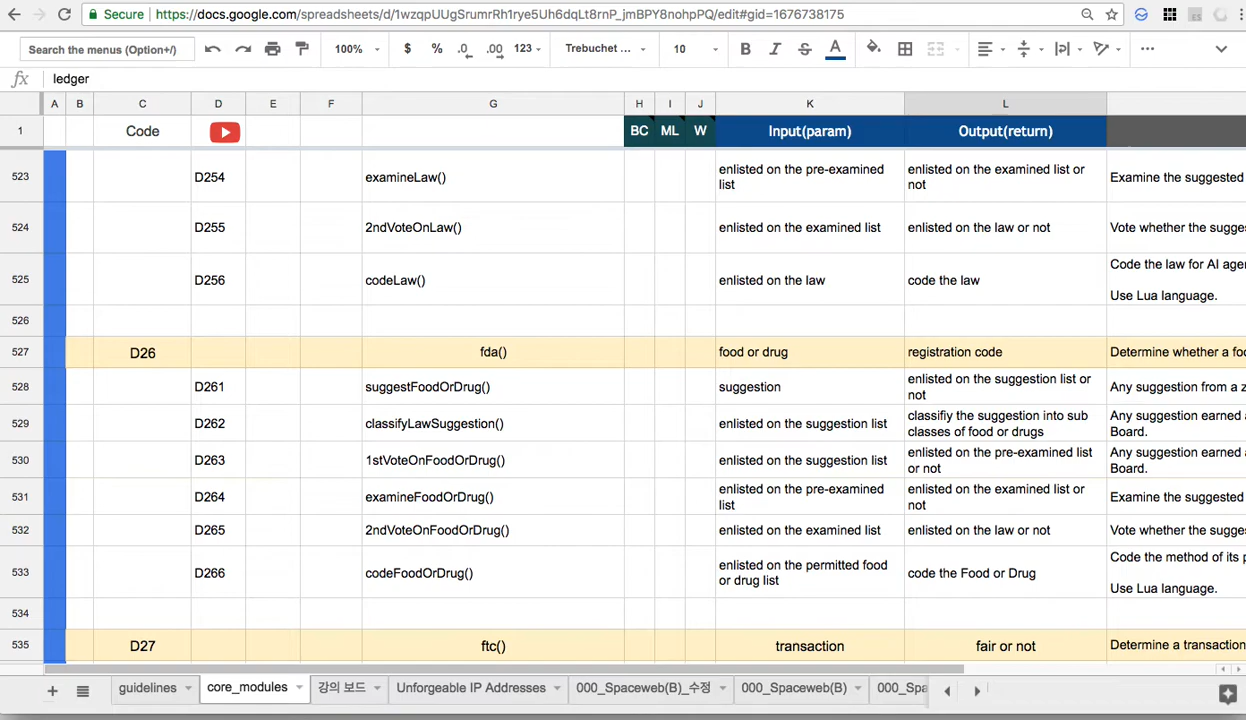 Secure
https://docs.google.com/spreadsheets/d/1wzqpUUgSrumrRh1rye5Uh6dqLt8rnP_jmBPY8nohpPQ/edit#gid=1676738175
Search the menus (Option+/)
100%
$ % .0 .00 123
Trebuchet ...
10
B I S A
fx ledger
A B C D E F G H I J K L
1 Code BC ML W Input(param) Output(return)
523 D254 examineLaw() enlisted on the pre-examined list enlisted on the examined list or not Examine the suggested
524 D255 2ndVoteOnLaw() enlisted on the examined list enlisted on the law or not Vote whether the sugges
525 D256 codeLaw() enlisted on the law code the law Code the law for AI ager
Use Lua language.
526
527 D26 fda() food or drug registration code Determine whether a foo
528 D261 suggestFoodOrDrug() suggestion enlisted on the suggestion list or not Any suggestion from a z
529 D262 classifyLawSuggestion() enlisted on the suggestion list classifiy the suggestion into sub classes of food or drugs Any suggestion earned a Board.
530 D263 1stVoteOnFoodOrDrug() enlisted on the suggestion list enlisted on the pre-examined list or not Any suggestion earned a Board.
531 D264 examineFoodOrDrug() enlisted on the pre-examined list enlisted on the examined list or not Examine the suggested
532 D265 2ndVoteOnFoodOrDrug() enlisted on the examined list enlisted on the law or not Vote whether the sugges
533 D266 codeFoodOrDrug() enlisted on the permitted food or drug list code the Food or Drug Code the method of its p
Use Lua language.
534
535 D27 ftc() transaction fair or not Determine a transaction
guidelines core_modules 강의 보드 Unforgeable IP Addresses 000_Spaceweb(B)_수정 000_Spaceweb(B) 000_Spa